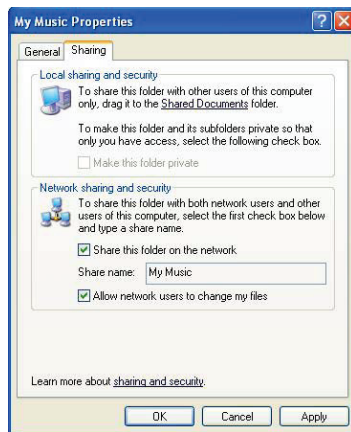 My Music Properties
General Sharing
Local sharing and security
To share this folder with other users of this computer
only, drag it to the Shared Documents folder.
To make this folder and its subfolders private so that
only you have access, select the following check box.
Make this folder private
Network sharing and security
To share this folder with both network users and other
users of this computer, select the first check box below
and type a share name.
Share this folder on the network
Share name: My Music
Allow network users to change my files
Learn more about sharing and security.
OK Cancel Apply